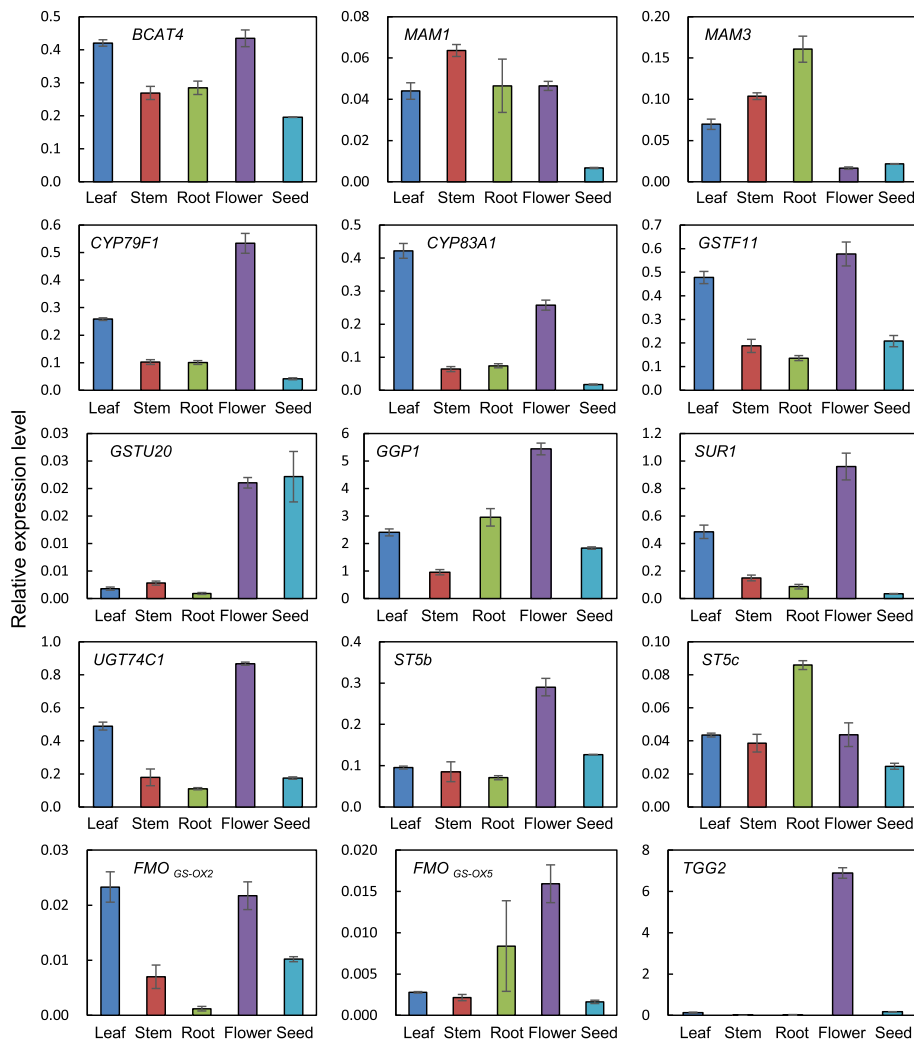 Relative expression level
BCAT4
0.5
0.4
0.3
0.2
0.1
0.0
Leaf Stem Root Flower Seed
MAM1
0.08
0.06
0.04
0.02
0.00
Leaf Stem Root Flower Seed
MAM3
0.20
0.15
0.10
0.05
0.00
Leaf Stem Root Flower Seed
CYP79F1
0.6
0.5
0.4
0.3
0.2
0.1
0.0
Leaf Stem Root Flower Seed
CYP83A1
0.5
0.4
0.3
0.2
0.1
0.0
Leaf Stem Root Flower Seed
GSTF11
0.7
0.6
0.5
0.4
0.3
0.2
0.1
0.0
Leaf Stem Root Flower Seed
GSTU20
0.03
0.03
0.02
0.02
0.01
0.01
0.00
Leaf Stem Root Flower Seed
GGP1
6
5
4
3
2
1
0
Leaf Stem Root Flower Seed
SUR1
1.2
1.0
0.8
0.6
0.4
0.2
0.0
Leaf Stem Root Flower Seed
UGT74C1
1.0
0.8
0.6
0.4
0.2
0.0
Leaf Stem Root Flower Seed
ST5b
0.4
0.3
0.2
0.1
0.0
Leaf Stem Root Flower Seed
ST5c
0.10
0.08
0.06
0.04
0.02
0.00
Leaf Stem Root Flower Seed
FMO GS-OX2
0.03
0.02
0.01
0.00
Leaf Stem Root Flower Seed
FMO GS-OX5
0.020
0.015
0.010
0.005
0.000
Leaf Stem Root Flower Seed
TGG2
8
6
4
2
0
Leaf Stem Root Flower Seed